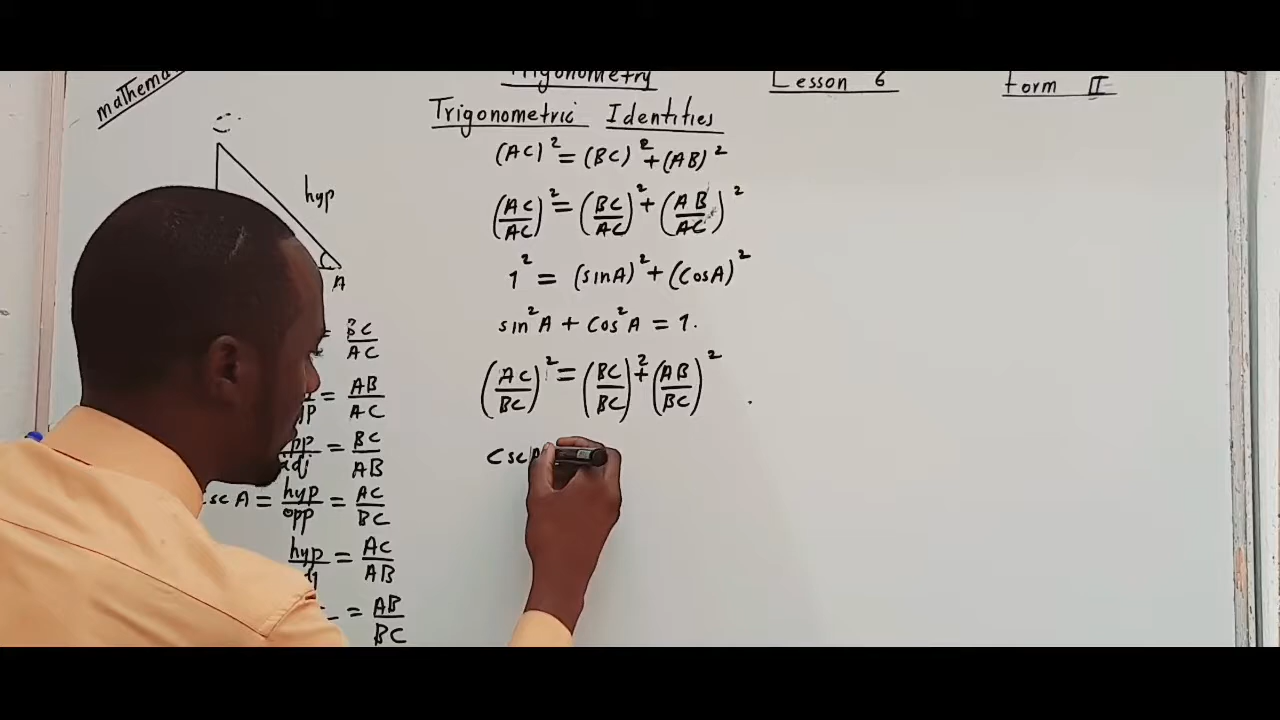 Trigonometry Lesson 6 Form II
Trigonometric Identities
(AC)² = (BC)² + (AB)²
(AC/AC)² = (BC/AC)² + (AB/AC)²
1² = (sinA)² + (CosA)²
sin²A + Cos²A = 1.
(AC/BC)² = (BC/BC)² + (AB/BC)²
CscA
C
hyp
A
= BC/AC
= AB/AC
= BC/AB
CscA = hyp/opp = AC/BC
hyp = AC/AB
= AB/BC